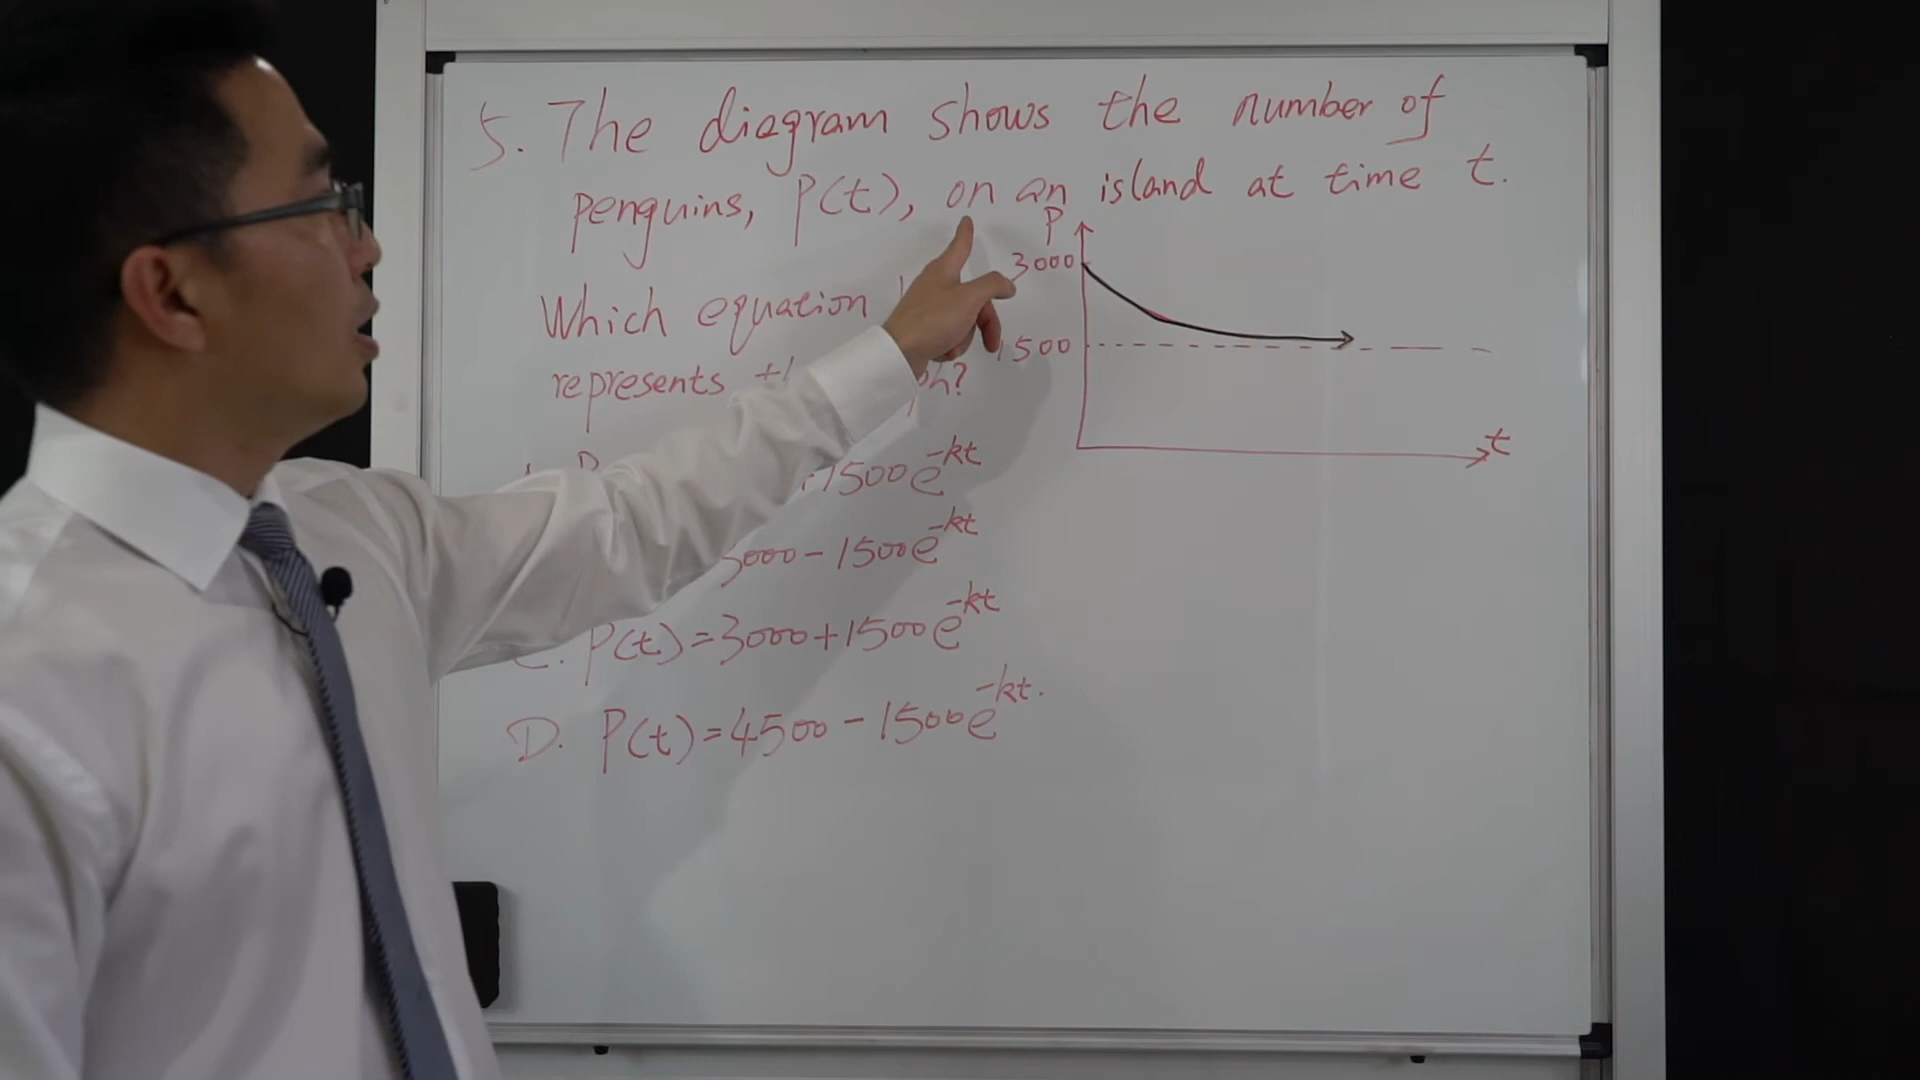 5. The diagram shows the number of
penguins, P(t), on an island at time t.
Which equation
represents
1500e^-kt
3000 - 1500e^-kt
C. P(t) = 3000 + 1500e^-kt
D. P(t) = 4500 - 1500e^-kt.
P
3000
1500
t